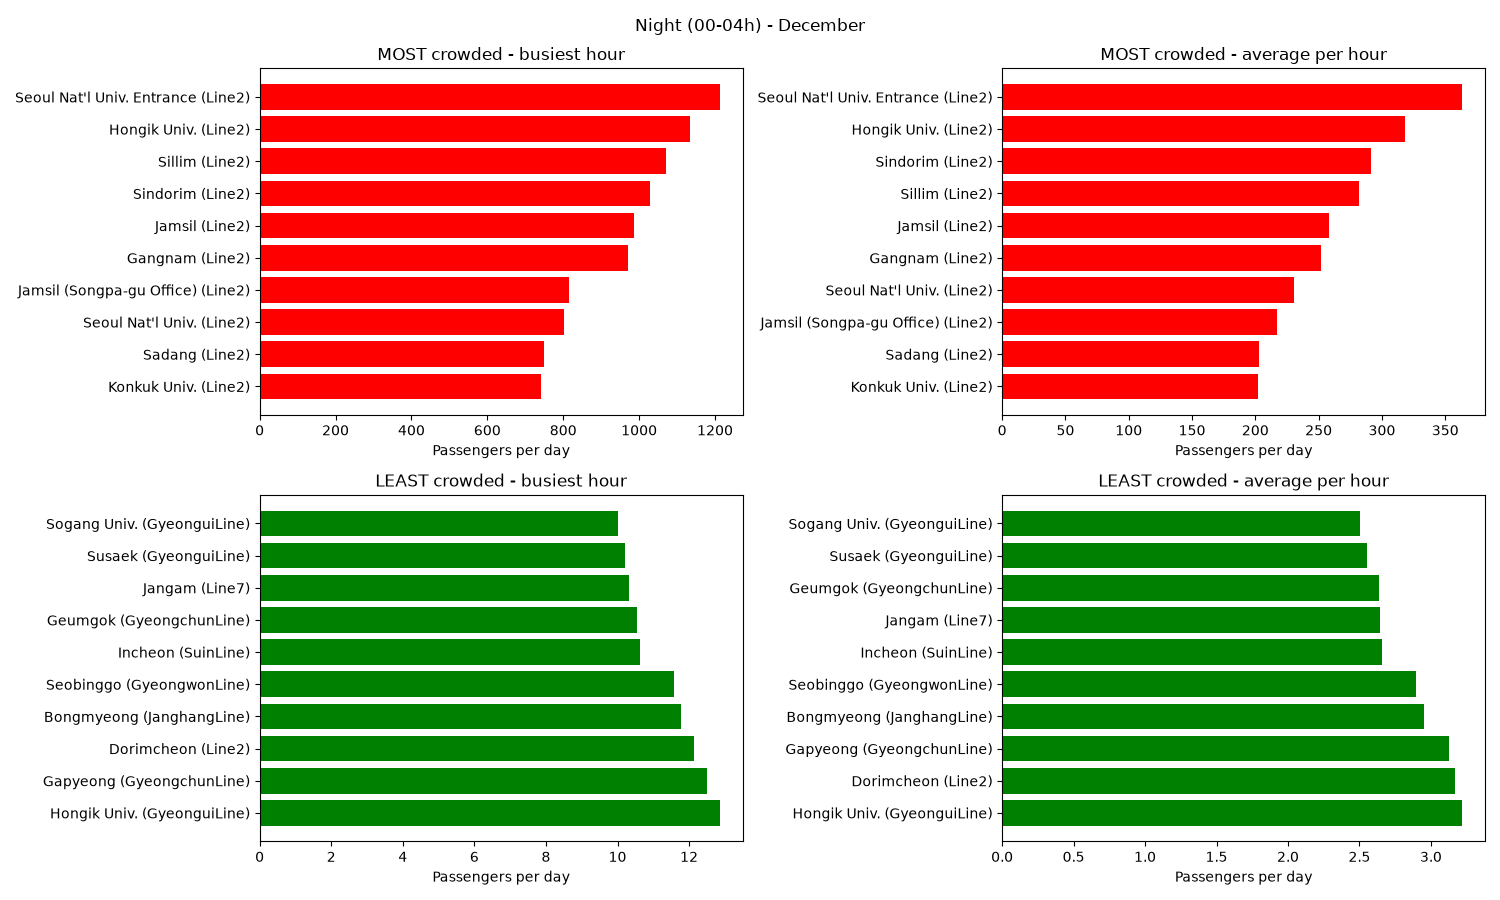 Night (00-04h) - December
MOST crowded - busiest hour
Seoul Nat'l Univ. Entrance (Line2)
Hongik Univ. (Line2)
Sillim (Line2)
Sindorim (Line2)
Jamsil (Line2)
Gangnam (Line2)
Jamsil (Songpa-gu Office) (Line2)
Seoul Nat'l Univ. (Line2)
Sadang (Line2)
Konkuk Univ. (Line2)
0 200 400 600 800 1000 1200
Passengers per day
MOST crowded - average per hour
Seoul Nat'l Univ. Entrance (Line2)
Hongik Univ. (Line2)
Sindorim (Line2)
Sillim (Line2)
Jamsil (Line2)
Gangnam (Line2)
Seoul Nat'l Univ. (Line2)
Jamsil (Songpa-gu Office) (Line2)
Sadang (Line2)
Konkuk Univ. (Line2)
0 50 100 150 200 250 300 350
Passengers per day
LEAST crowded - busiest hour
Sogang Univ. (GyeonguiLine)
Susaek (GyeonguiLine)
Jangam (Line7)
Geumgok (GyeongchunLine)
Incheon (SuinLine)
Seobinggo (GyeongwonLine)
Bongmyeong (JanghangLine)
Dorimcheon (Line2)
Gapyeong (GyeongchunLine)
Hongik Univ. (GyeonguiLine)
0 2 4 6 8 10 12
Passengers per day
LEAST crowded - average per hour
Sogang Univ. (GyeonguiLine)
Susaek (GyeonguiLine)
Geumgok (GyeongchunLine)
Jangam (Line7)
Incheon (SuinLine)
Seobinggo (GyeongwonLine)
Bongmyeong (JanghangLine)
Gapyeong (GyeongchunLine)
Dorimcheon (Line2)
Hongik Univ. (GyeonguiLine)
0.0 0.5 1.0 1.5 2.0 2.5 3.0
Passengers per day